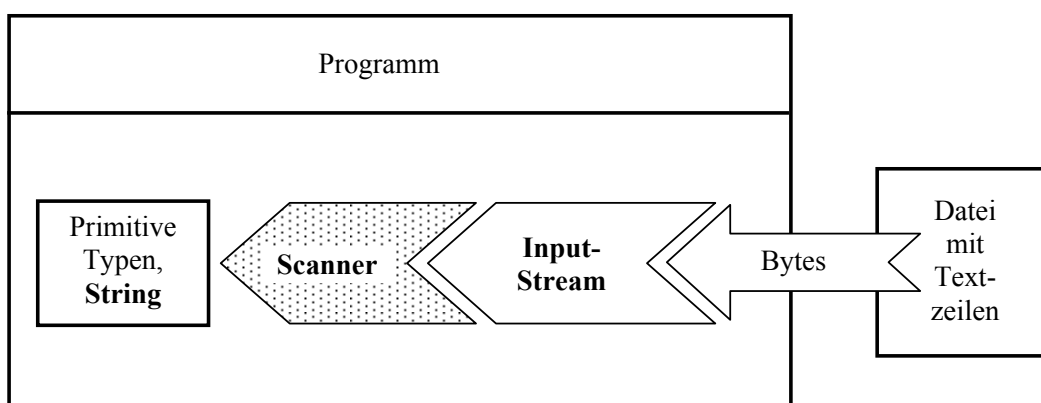 Programm
Primitive
Typen,
String
Scanner
Input-
Stream
Bytes
Datei
mit
Text-
zeilen